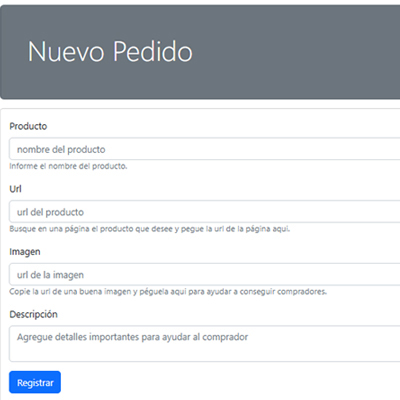 Nuevo Pedido
Producto
nombre del producto
Informe el nombre del producto.
Url
url del producto
Busque en una página el producto que desee y pegue la url de la página aqui.
Imagen
url de la imagen
Copie la url de una buena imagen y péguela aquí para ayudar a conseguir compradores.
Descripción
Agregue detalles importantes para ayudar al comprador
Registrar